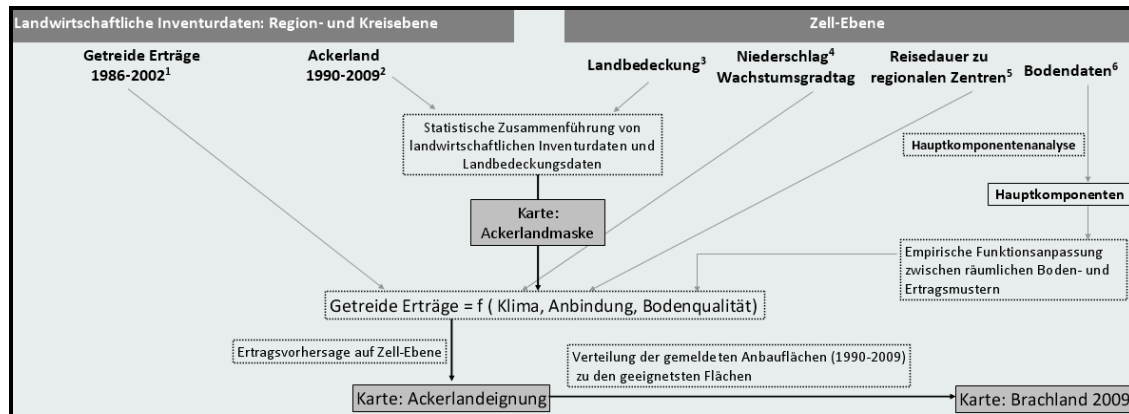 Landwirtschaftliche Inventurdaten: Region- und Kreisebene
Zell-Ebene
Getreide Erträge
1986-2002¹
Ackerland
1990-2009²
Landbedeckung³
Niederschlag⁴
Wachstumsgradtag
Reisedauer zu
regionalen Zentren⁵
Bodendaten⁶
Statistische Zusammenführung von
landwirtschaftlichen Inventurdaten und
Landbedeckungsdaten
Hauptkomponentenanalyse
Hauptkomponenten
Karte:
Ackerlandmaske
Empirische Funktionsanpassung
zwischen räumlichen Boden- und
Ertragsmustern
Getreide Erträge = f ( Klima, Anbindung, Bodenqualität)
Ertragsvorhersage auf Zell-Ebene
Verteilung der gemeldeten Anbauflächen (1990-2009)
zu den geeignetsten Flächen
Karte: Ackerlandeignung
Karte: Brachland 2009